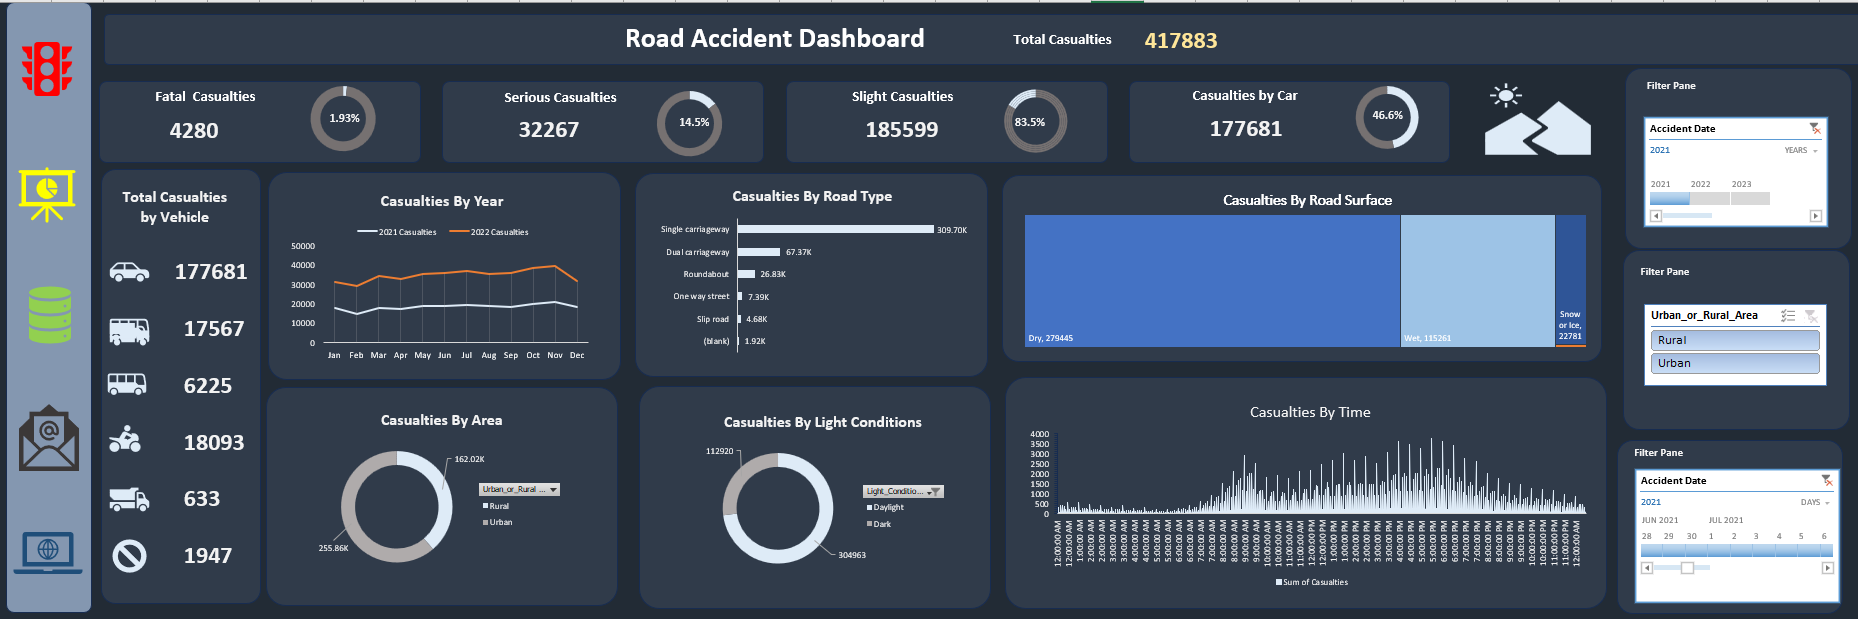 Road Accident Dashboard
Total Casualties 417883
Fatal Casualties
4280
1.93%
Serious Casualties
32267
14.5%
Slight Casualties
185599
83.5%
Casualties by Car
177681
46.6%
Filter Pane
Accident Date
2021 YEARS
2021 2022 2023
Total Casualties
by Vehicle
177681
17567
6225
18093
633
1947
Casualties By Year
2021 Casualties 2022 Casualties
50000
40000
30000
20000
10000
0
Jan Feb Mar Apr May Jun Jul Aug Sep Oct Nov Dec
Casualties By Road Type
Single carriageway 309.70K
Dual carriageway 67.37K
Roundabout 26.83K
One way street 7.39K
Slip road 4.68K
(blank) 1.92K
Casualties By Road Surface
Dry, 279445
Wet, 115261
Snow
or Ice,
22781
Filter Pane
Urban_or_Rural_Area
Rural
Urban
Casualties By Area
162.02K
255.86K
Urban_or_Rural ...
Rural
Urban
Casualties By Light Conditions
112920
304963
Light_Conditio...
Daylight
Dark
Casualties By Time
4000
3500
3000
2500
2000
1500
1000
500
0
12:00:00 AM
12:00:00 AM
1:00:00 AM
2:00:00 AM
2:00:00 AM
3:00:00 AM
3:00:00 AM
4:00:00 AM
4:00:00 AM
5:00:00 AM
5:00:00 AM
6:00:00 AM
6:00:00 AM
7:00:00 AM
7:00:00 AM
8:00:00 AM
8:00:00 AM
9:00:00 AM
9:00:00 AM
10:00:00 AM
10:00:00 AM
11:00:00 AM
11:00:00 AM
12:00:00 PM
12:00:00 PM
1:00:00 PM
1:00:00 PM
2:00:00 PM
2:00:00 PM
3:00:00 PM
3:00:00 PM
4:00:00 PM
4:00:00 PM
5:00:00 PM
5:00:00 PM
6:00:00 PM
6:00:00 PM
7:00:00 PM
7:00:00 PM
8:00:00 PM
8:00:00 PM
9:00:00 PM
9:00:00 PM
10:00:00 PM
10:00:00 PM
11:00:00 PM
11:00:00 PM
12:00:00 AM
Sum of Casualties
Filter Pane
Accident Date
2021 DAYS
JUN 2021 JUL 2021
28 29 30 1 2 3 4 5 6